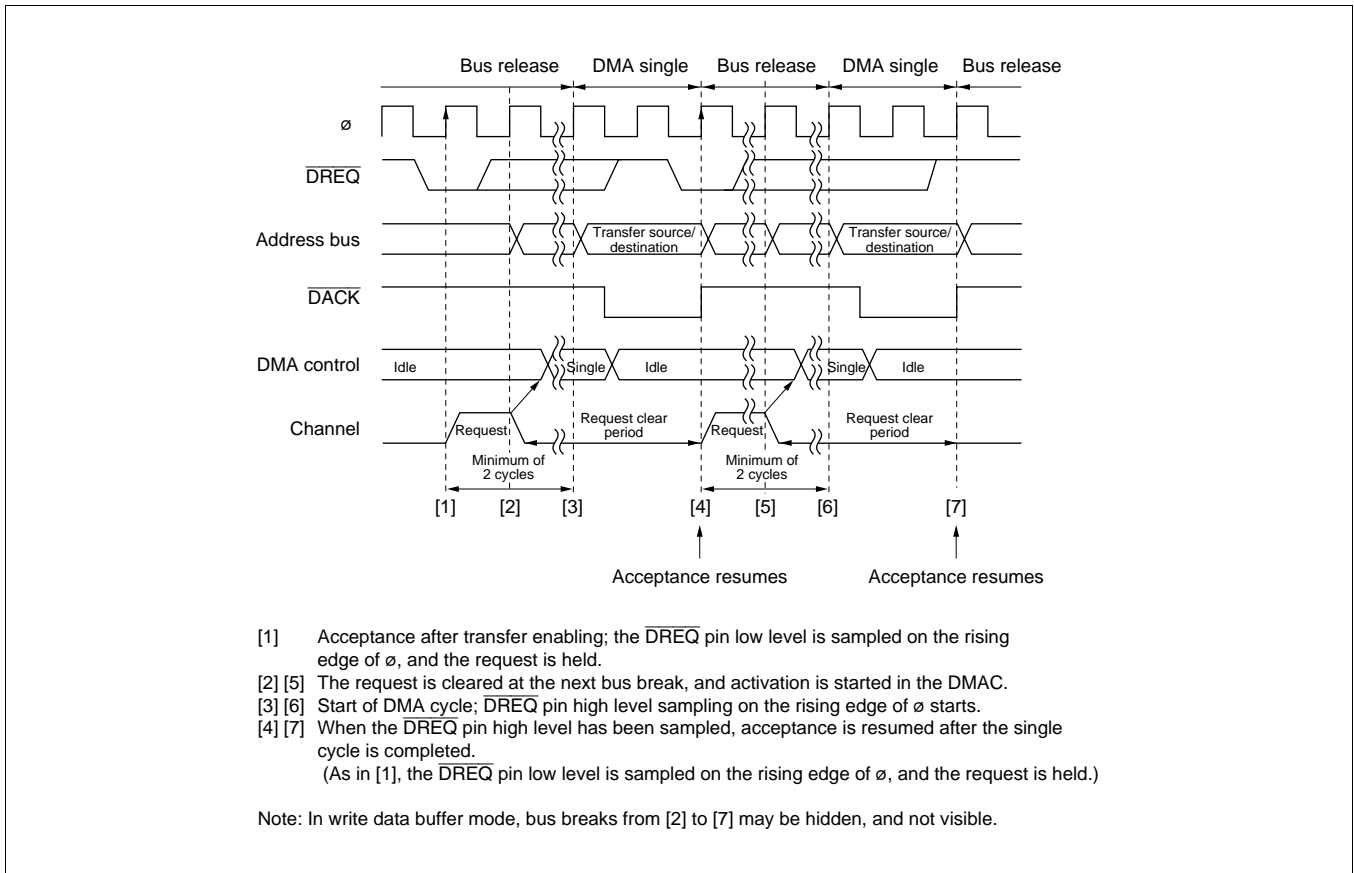 Bus release DMA single Bus release DMA single Bus release
ø
DREQ
Address bus Transfer source/ Transfer source/
destination destination
DACK
DMA control Idle Single Idle Single Idle
Channel Request Request clear Request Request clear
period period
Minimum of Minimum of
2 cycles 2 cycles
[1] [2] [3] [4] [5] [6] [7]
Acceptance resumes Acceptance resumes
[1] Acceptance after transfer enabling; the DREQ pin low level is sampled on the rising
edge of ø, and the request is held.
[2] [5] The request is cleared at the next bus break, and activation is started in the DMAC.
[3] [6] Start of DMA cycle; DREQ pin high level sampling on the rising edge of ø starts.
[4] [7] When the DREQ pin high level has been sampled, acceptance is resumed after the single
cycle is completed.
(As in [1], the DREQ pin low level is sampled on the rising edge of ø, and the request is held.)
Note: In write data buffer mode, bus breaks from [2] to [7] may be hidden, and not visible.